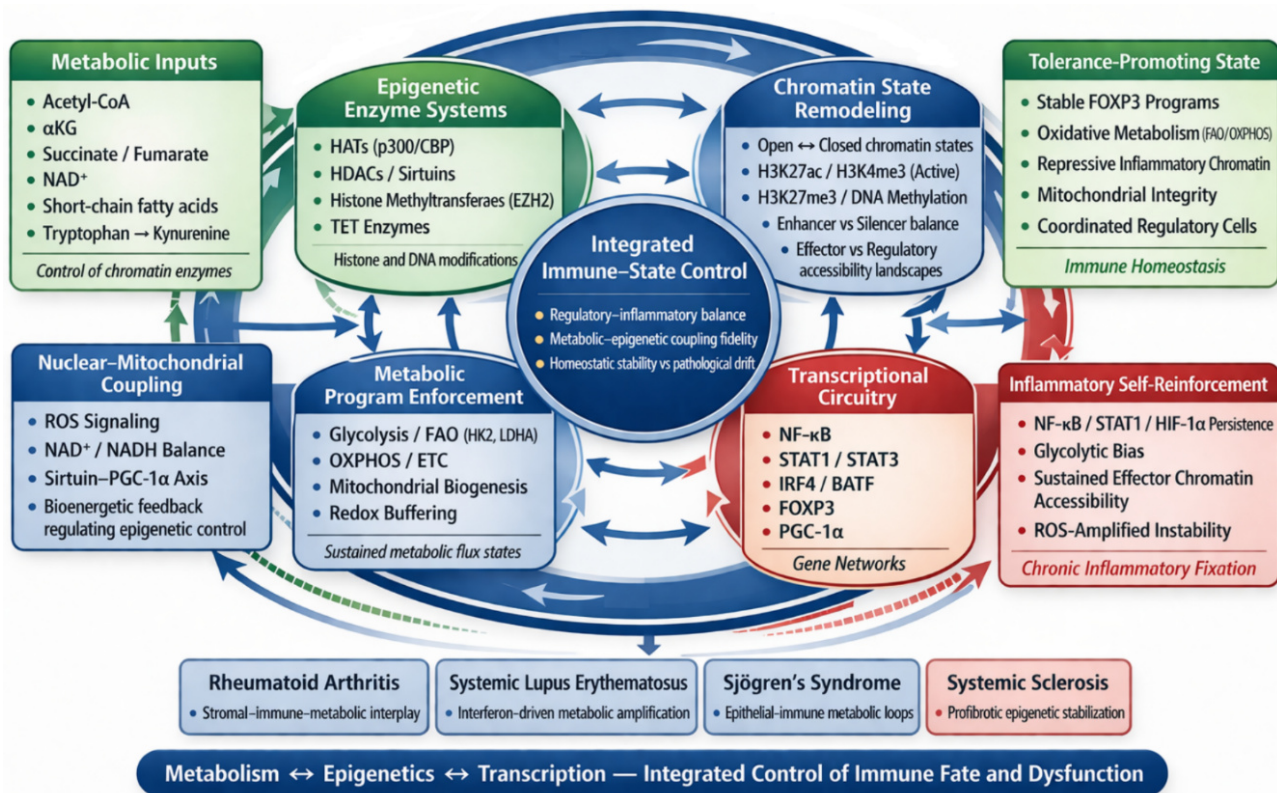 Metabolic Inputs
• Acetyl-CoA
• αKG
• Succinate / Fumarate
• NAD⁺
• Short-chain fatty acids
• Tryptophan → Kynurenine
Control of chromatin enzymes
Epigenetic
Enzyme Systems
• HATs (p300/CBP)
• HDACs / Sirtuins
• Histone Methyltransferaes (EZH2)
• TET Enzymes
Histone and DNA modifications
Chromatin State
Remodeling
• Open ↔ Closed chromatin states
• H3K27ac / H3K4me3 (Active)
• H3K27me3 / DNA Methylation
• Enhancer vs Silencer balance
• Effector vs Regulatory
accessibility landscapes
Tolerance-Promoting State
• Stable FOXP3 Programs
• Oxidative Metabolism (FAO/OXPHOS)
• Repressive Inflammatory Chromatin
• Mitochondrial Integrity
• Coordinated Regulatory Cells
Immune Homeostasis
Integrated
Immune–State Control
• Regulatory–inflammatory balance
• Metabolic–epigenetic coupling fidelity
• Homeostatic stability vs pathological drift
Nuclear–Mitochondrial
Coupling
• ROS Signaling
• NAD⁺ / NADH Balance
• Sirtuin–PGC-1α Axis
• Bioenergetic feedback
regulating epigenetic control
Metabolic
Program Enforcement
• Glycolysis / FAO (HK2, LDHA)
• OXPHOS / ETC
• Mitochondrial Biogenesis
• Redox Buffering
Sustained metabolic flux states
Transcriptional
Circuitry
• NF-κB
• STAT1 / STAT3
• IRF4 / BATF
• FOXP3
• PGC-1α
Gene Networks
Inflammatory Self-Reinforcement
• NF-κB / STAT1 / HIF-1α Persistence
• Glycolytic Bias
• Sustained Effector Chromatin
Accessibility
• ROS-Amplified Instability
Chronic Inflammatory Fixation
Rheumatoid Arthritis
• Stromal–immune–metabolic interplay
Systemic Lupus Erythematosus
• Interferon-driven metabolic amplification
Sjögren's Syndrome
• Epithelial-immune metabolic loops
Systemic Sclerosis
• Profibrotic epigenetic stabilization
Metabolism ↔ Epigenetics ↔ Transcription — Integrated Control of Immune Fate and Dysfunction